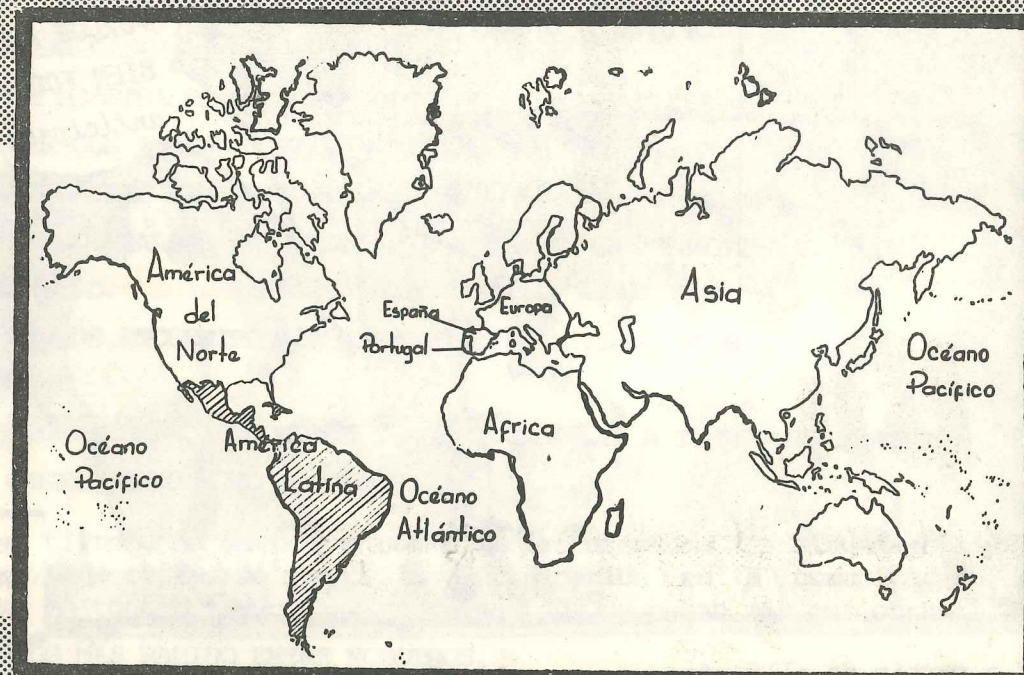 América
del
Norte
España
Portugal
Europa
Asia
Océano
Pacífico
Africa
América
Latina
Océano
Pacífico
Océano
Atlántico